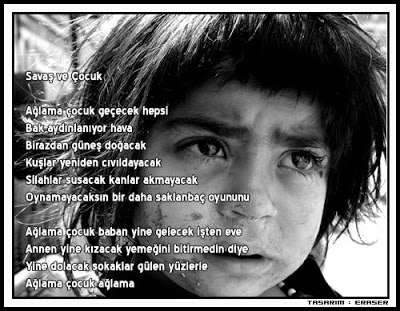 Savaş ve Çocuk
Ağlama çocuk geçecek hepsi
Bak aydınlanıyor hava
Birazdan güneş doğacak
Kuşlar yeniden cıvıldayacak
Silahlar susacak kanlar akmayacak
Oynamayacaksın bir daha saklanbaç oyununu
Ağlama çocuk baban yine gelecek işten eve
Annen yine kızacak yemeğini bitirmedin diye
Yine dolacak sokaklar gülen yüzlerle
Ağlama çocuk ağlama
TASARIM : ERASER